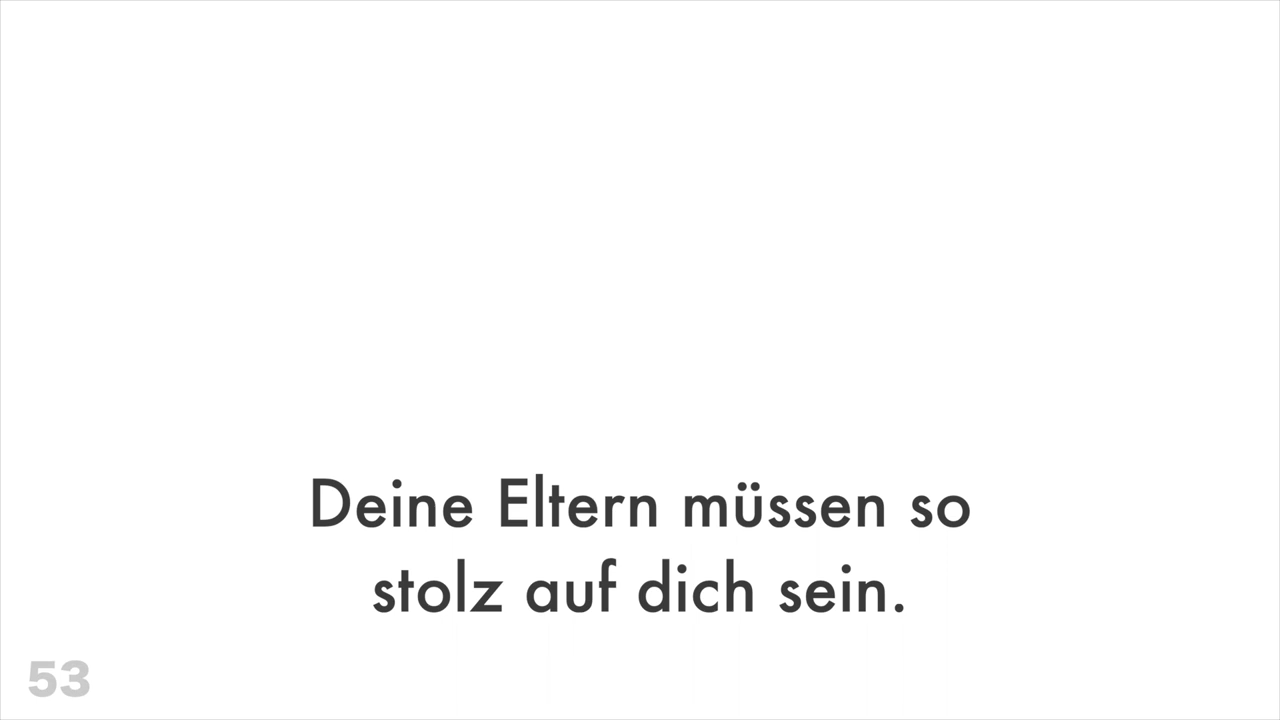 Deine Eltern müssen so
stolz auf dich sein.
53